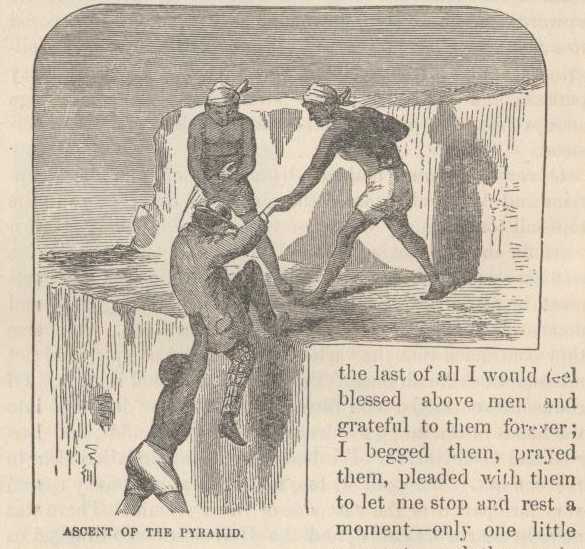 the last of all I would feel
blessed above men and
grateful to them forever;
I begged them, prayed
them, pleaded with them
to let me stop and rest a
moment—only one little
ASCENT OF THE PYRAMID.